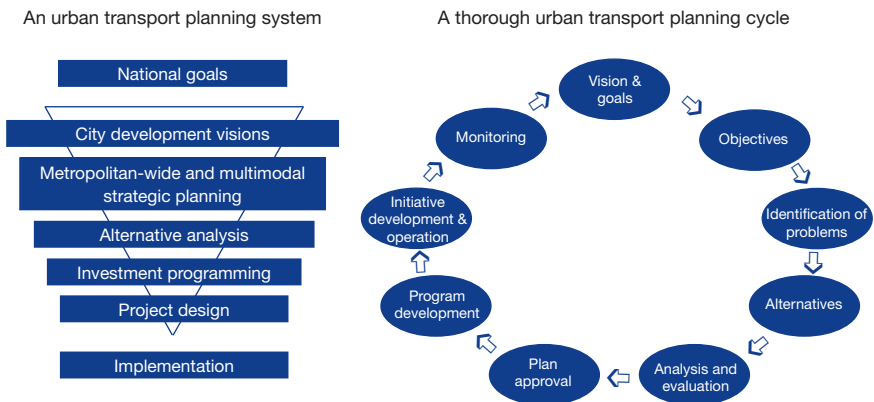 An urban transport planning system
National goals
City development visions
Metropolitan-wide and multimodal
strategic planning
Alternative analysis
Investment programming
Project design
Implementation
A thorough urban transport planning cycle
Vision &
goals
Objectives
Identification of
problems
Alternatives
Analysis and
evaluation
Plan
approval
Program
development
Initiative
development &
operation
Monitoring